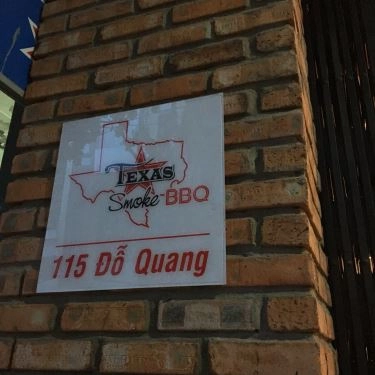 TEXAS
Smoke BBQ
115 Đỗ Quang